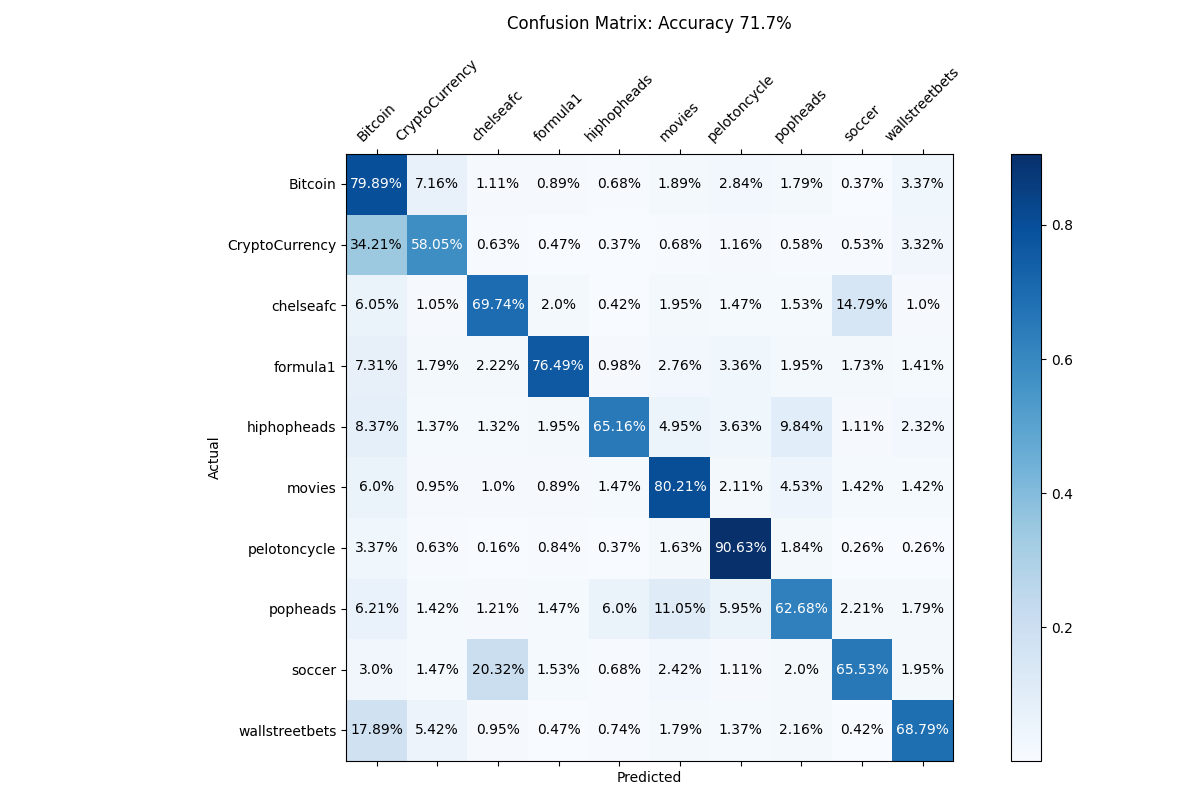 Confusion Matrix: Accuracy 71.7%
Bitcoin
CryptoCurrency
chelseafc
formula1
hiphopheads
movies
pelotoncycle
popheads
soccer
wallstreetbets
Bitcoin 79.89% 7.16% 1.11% 0.89% 0.68% 1.89% 2.84% 1.79% 0.37% 3.37%
CryptoCurrency 34.21% 58.05% 0.63% 0.47% 0.37% 0.68% 1.16% 0.58% 0.53% 3.32%
chelseafc 6.05% 1.05% 69.74% 2.0% 0.42% 1.95% 1.47% 1.53% 14.79% 1.0%
formula1 7.31% 1.79% 2.22% 76.49% 0.98% 2.76% 3.36% 1.95% 1.73% 1.41%
hiphopheads 8.37% 1.37% 1.32% 1.95% 65.16% 4.95% 3.63% 9.84% 1.11% 2.32%
movies 6.0% 0.95% 1.0% 0.89% 1.47% 80.21% 2.11% 4.53% 1.42% 1.42%
pelotoncycle 3.37% 0.63% 0.16% 0.84% 0.37% 1.63% 90.63% 1.84% 0.26% 0.26%
popheads 6.21% 1.42% 1.21% 1.47% 6.0% 11.05% 5.95% 62.68% 2.21% 1.79%
soccer 3.0% 1.47% 20.32% 1.53% 0.68% 2.42% 1.11% 2.0% 65.53% 1.95%
wallstreetbets 17.89% 5.42% 0.95% 0.47% 0.74% 1.79% 1.37% 2.16% 0.42% 68.79%
Actual
Predicted
0.8
0.6
0.4
0.2